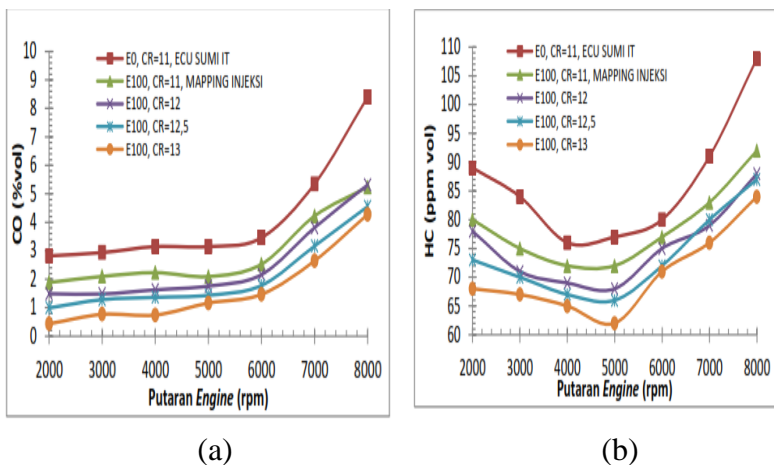 10
9
8
7
6
5
4
3
2
1
0
CO (%vol)
E0, CR=11, ECU SUMI IT
E100, CR=11, MAPPING INJEKSI
E100, CR=12
E100, CR=12,5
E100, CR=13
2000 3000 4000 5000 6000 7000 8000
Putaran Engine (rpm)
(a)
110
105
100
95
90
85
80
75
70
65
60
HC (ppm vol)
E0, CR=11, ECU SUMI IT
E100, CR=11, MAPPING INJEKSI
E100, CR=12
E100, CR=12,5
E100, CR=13
2000 3000 4000 5000 6000 7000 8000
Putaran Engine (rpm)
(b)